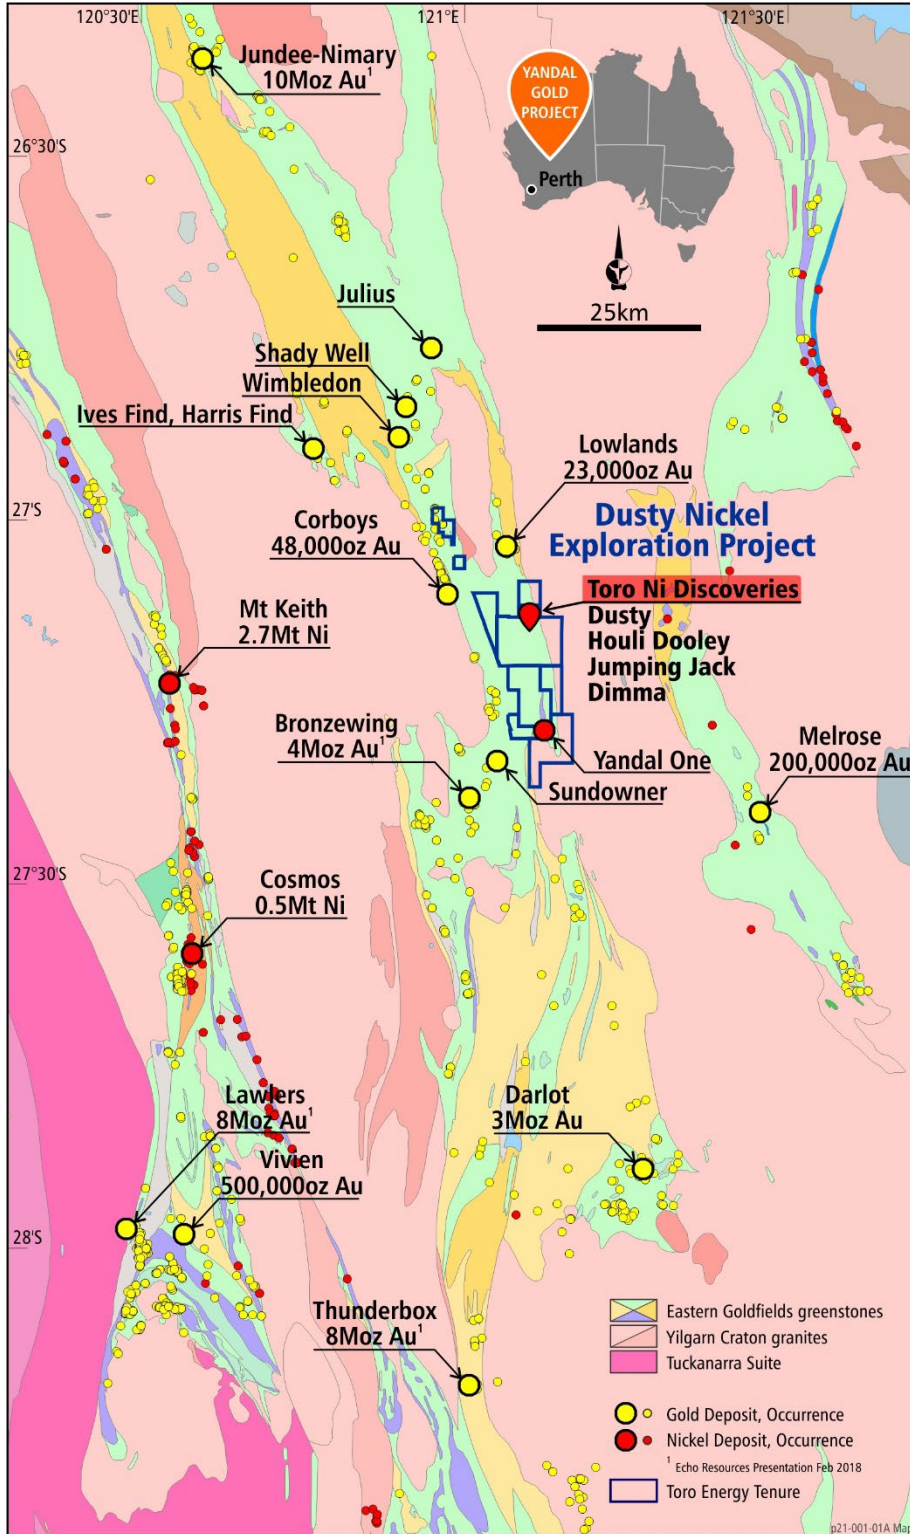 120°30'E
121°E
121°30'E
Jundee-Nimary
10Moz Au¹
YANDAL
GOLD
PROJECT
26°30'S
Perth
25km
Julius
Shady Well
Wimbledon
Ives Find, Harris Find
Lowlands
23,000oz Au
27°S
Corboys
48,000oz Au
Dusty Nickel
Exploration Project
Toro Ni Discoveries
Dusty
Houli Dooley
Jumping Jack
Dimma
Mt Keith
2.7Mt Ni
Bronzewing
4Moz Au¹
Yandal One
Sundowner
Melrose
200,000oz Au
27°30'S
Cosmos
0.5Mt Ni
Lawlers
8Moz Au¹
Vivien
500,000oz Au
Darlot
3Moz Au
28°S
Thunderbox
8Moz Au¹
Eastern Goldfields greenstones
Yilgarn Craton granites
Tuckanarra Suite
Gold Deposit, Occurrence
Nickel Deposit, Occurrence
¹ Echo Resources Presentation Feb 2018
Toro Energy Tenure
p21-001-01A Mar